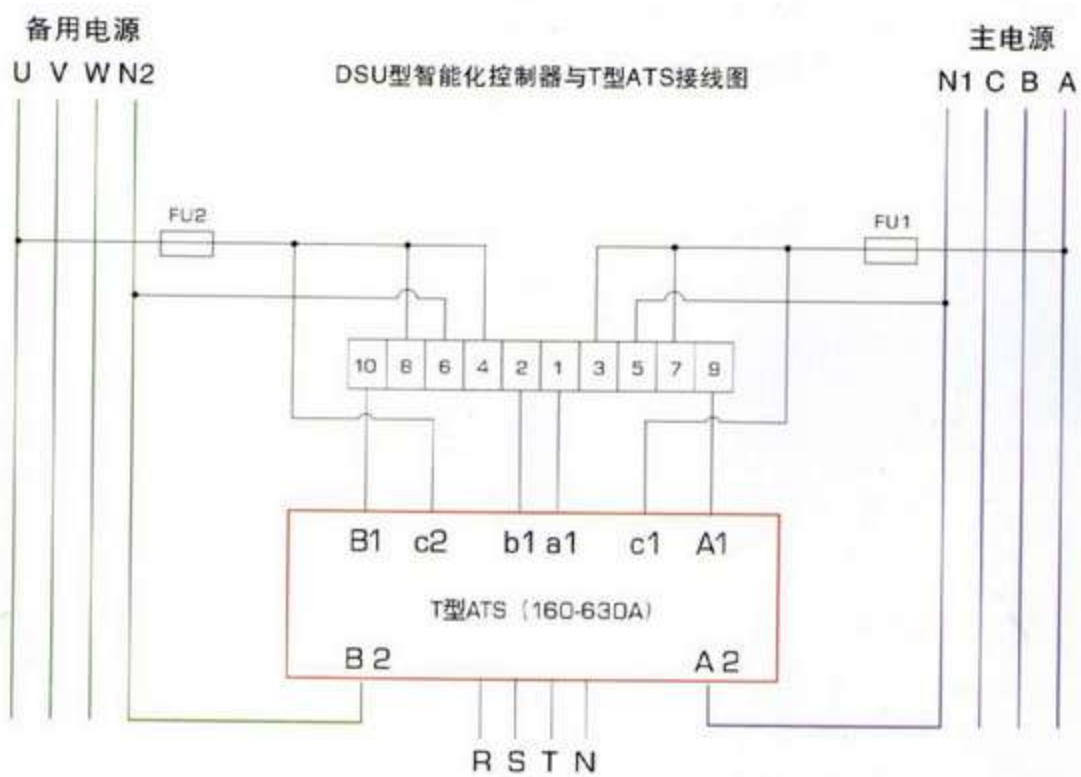 备用电源
主电源
U V W N2
DSU型智能化控制器与T型ATS接线图
N1 C B A
FU2
FU1
10 8 6 4 2 1 3 5 7 9
B1 c2 b1 a1 c1 A1
T型ATS（160-630A）
B2 A2
R S T N